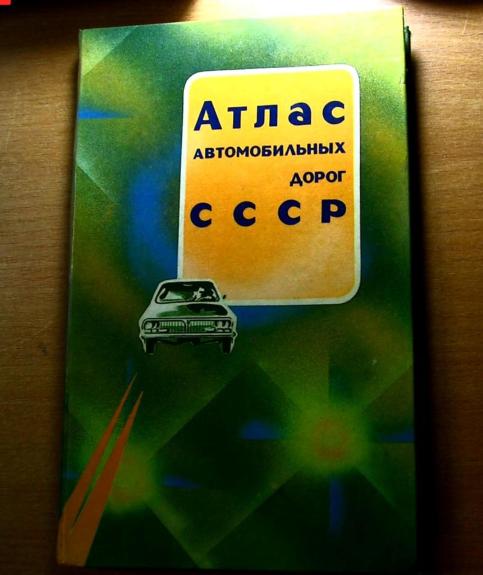 Атлас
автомобильных
дорог
СССР